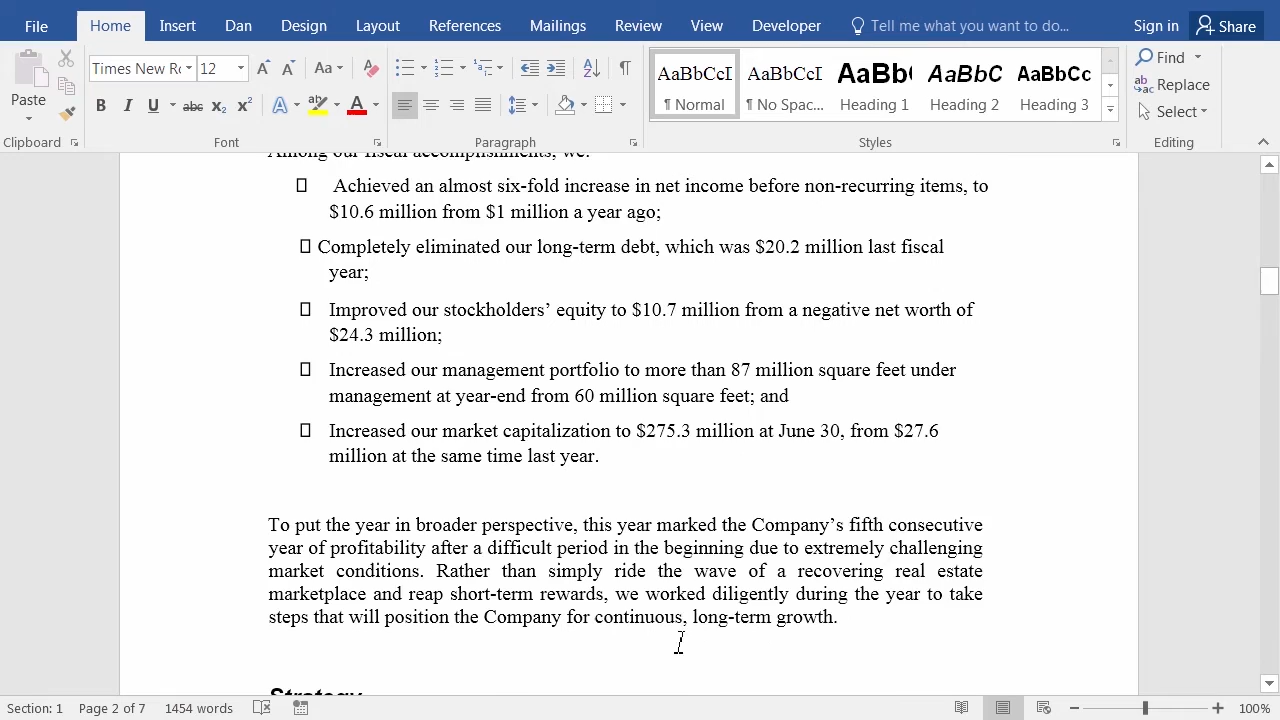 File Home Insert Dan Design Layout References Mailings Review View Developer Tell me what you want to do... Sign in Share
Times New Ro 12 Aa
Paste
B I U abc X2 X2 A A
Find
Replace
Select
AaBbCcI AaBbCcI AaBb( AaBbC AaBbCc
¶ Normal ¶ No Spac... Heading 1 Heading 2 Heading 3
Clipboard Font Paragraph Styles Editing
Among our fiscal accomplishments, we:
Achieved an almost six-fold increase in net income before non-recurring items, to
$10.6 million from $1 million a year ago;
Completely eliminated our long-term debt, which was $20.2 million last fiscal
year;
Improved our stockholders’ equity to $10.7 million from a negative net worth of
$24.3 million;
Increased our management portfolio to more than 87 million square feet under
management at year-end from 60 million square feet; and
Increased our market capitalization to $275.3 million at June 30, from $27.6
million at the same time last year.
To put the year in broader perspective, this year marked the Company’s fifth consecutive
year of profitability after a difficult period in the beginning due to extremely challenging
market conditions. Rather than simply ride the wave of a recovering real estate
marketplace and reap short-term rewards, we worked diligently during the year to take
steps that will position the Company for continuous, long-term growth.
Strategy
Section: 1 Page 2 of 7 1454 words 100%